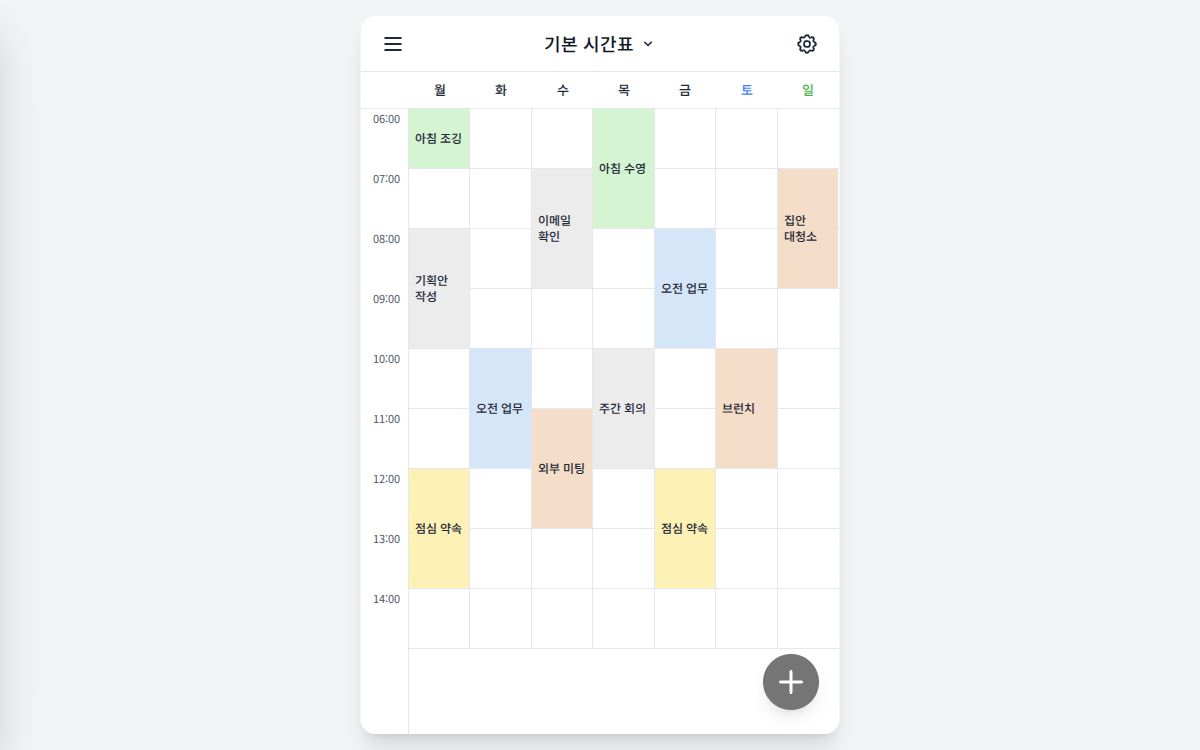 기본 시간표
월 화 수 목 금 토 일
06:00
아침 조깅
아침 수영
07:00
이메일
확인
집안
대청소
08:00
기획안
작성
오전 업무
09:00
10:00
오전 업무
주간 회의
브런치
11:00
외부 미팅
12:00
점심 약속
점심 약속
13:00
14:00